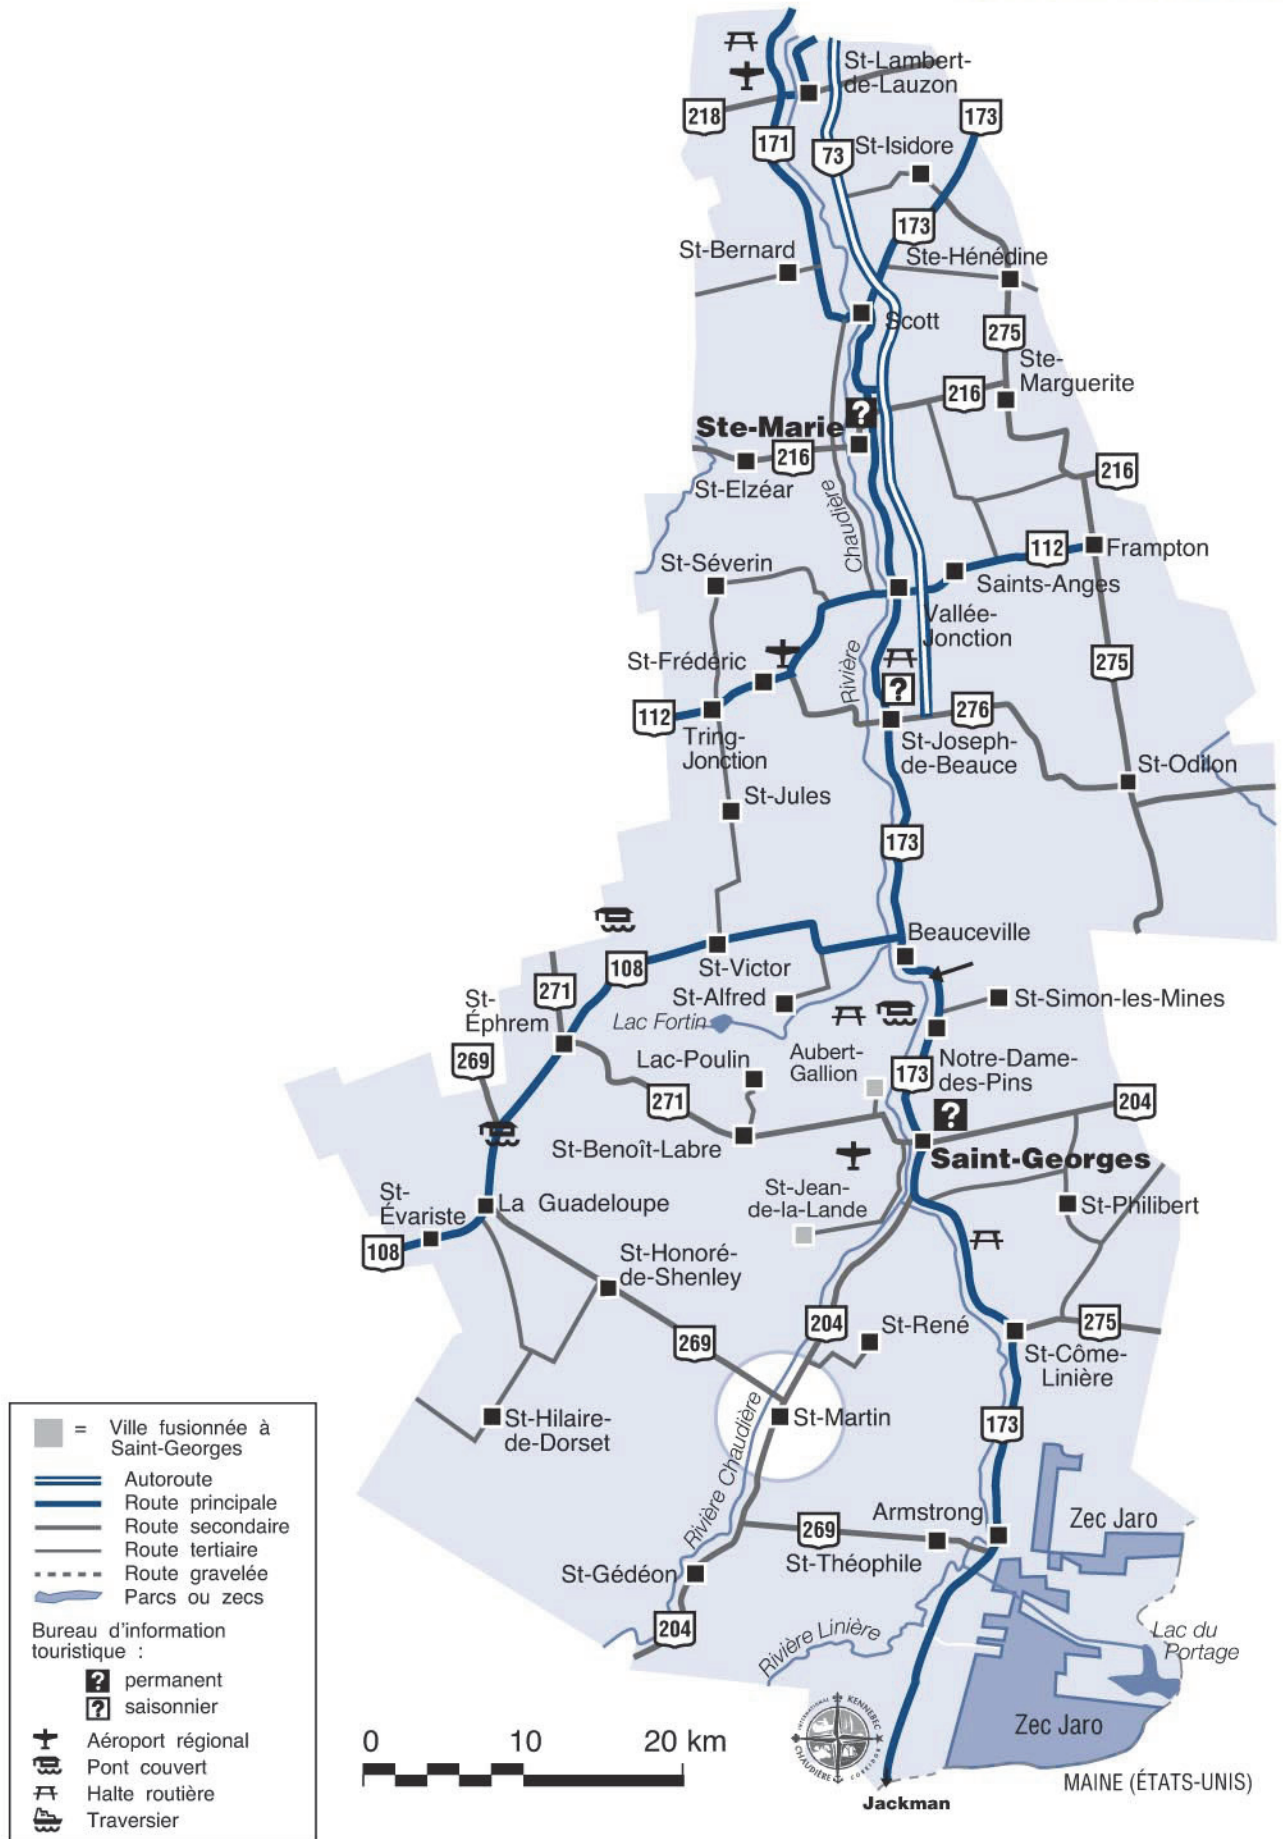 St-Lambert-
de-Lauzon
218
171
73
173
St-Isidore
173
St-Bernard
Ste-Hénédine
Scott
275
Ste-
Marguerite
216
?
Ste-Marie
216
St-Elzéar
216
Chaudière
112
Frampton
St-Séverin
Saints-Anges
Vallée-
Jonction
St-Frédéric
Rivière
275
?
112
276
Tring-
Jonction
St-Joseph-
de-Beauce
St-Odilon
St-Jules
173
Beauceville
108
St-Victor
271
St-Alfred
St-Simon-les-Mines
St-
Éphrem
Lac Fortin
269
Lac-Poulin
Aubert-
Gallion
Notre-Dame-
des-Pins
173
271
204
?
St-Benoît-Labre
Saint-Georges
St-
Évariste
La Guadeloupe
St-Jean-
de-la-Lande
St-Philibert
108
St-Honoré-
de-Shenley
204
St-René
275
269
St-Côme-
Linière
St-Hilaire-
de-Dorset
St-Martin
173
Rivière Chaudière
Armstrong
Zec Jaro
269
St-Théophile
St-Gédéon
204
Rivière Linière
Lac du
Portage
Zec Jaro
INTERNATIONAL KENNEBEC
CHAUDIÈRE CORRIDOR
MAINE (ÉTATS-UNIS)
Jackman
0 10 20 km
= Ville fusionnée à
Saint-Georges
Autoroute
Route principale
Route secondaire
Route tertiaire
Route gravelée
Parcs ou zecs
Bureau d'information
touristique :
? permanent
? saisonnier
Aéroport régional
Pont couvert
Halte routière
Traversier